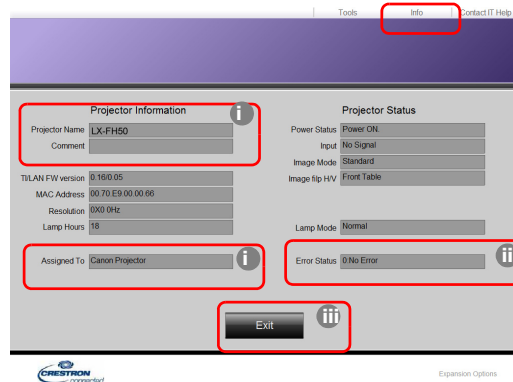 Tools Info Contact IT Help
Projector Information
i
Projector Name LX-FH50
Comment
TI/LAN FW version 0.16/0.05
MAC Address 00.70.E9.00.00.66
Resolution 0X0 0Hz
Lamp Hours 18
Assigned To Canon Projector
i
Projector Status
Power Status Power ON.
Input No Signal
Image Mode Standard
Image filp H/V Front Table
Lamp Mode Normal
Error Status 0:No Error
ii
Exit
iii
CRESTRON
connected
Expansion Options